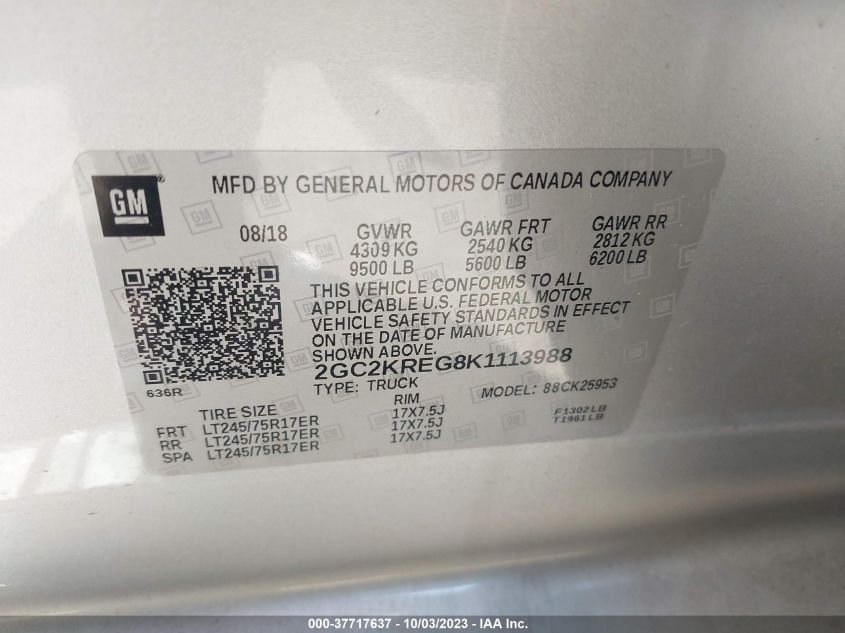 GM
MFD BY GENERAL MOTORS OF CANADA COMPANY
08/18 GVWR GAWR FRT GAWR RR
4309 KG 2540 KG 2812 KG
9500 LB 5600 LB 6200 LB
THIS VEHICLE CONFORMS TO ALL
APPLICABLE U.S. FEDERAL MOTOR
VEHICLE SAFETY STANDARDS IN EFFECT
ON THE DATE OF MANUFACTURE
SHOWN ABOVE.
2GC2KREG8K1113988
636R
TYPE: TRUCK MODEL: 88CK25953
TIRE SIZE RIM
FRT LT245/75R17ER 17X7.5J F1302LB
RR LT245/75R17ER 17X7.5J T1961LB
SPA LT245/75R17ER 17X7.5J
000-37717637 - 10/03/2023 - IAA Inc.